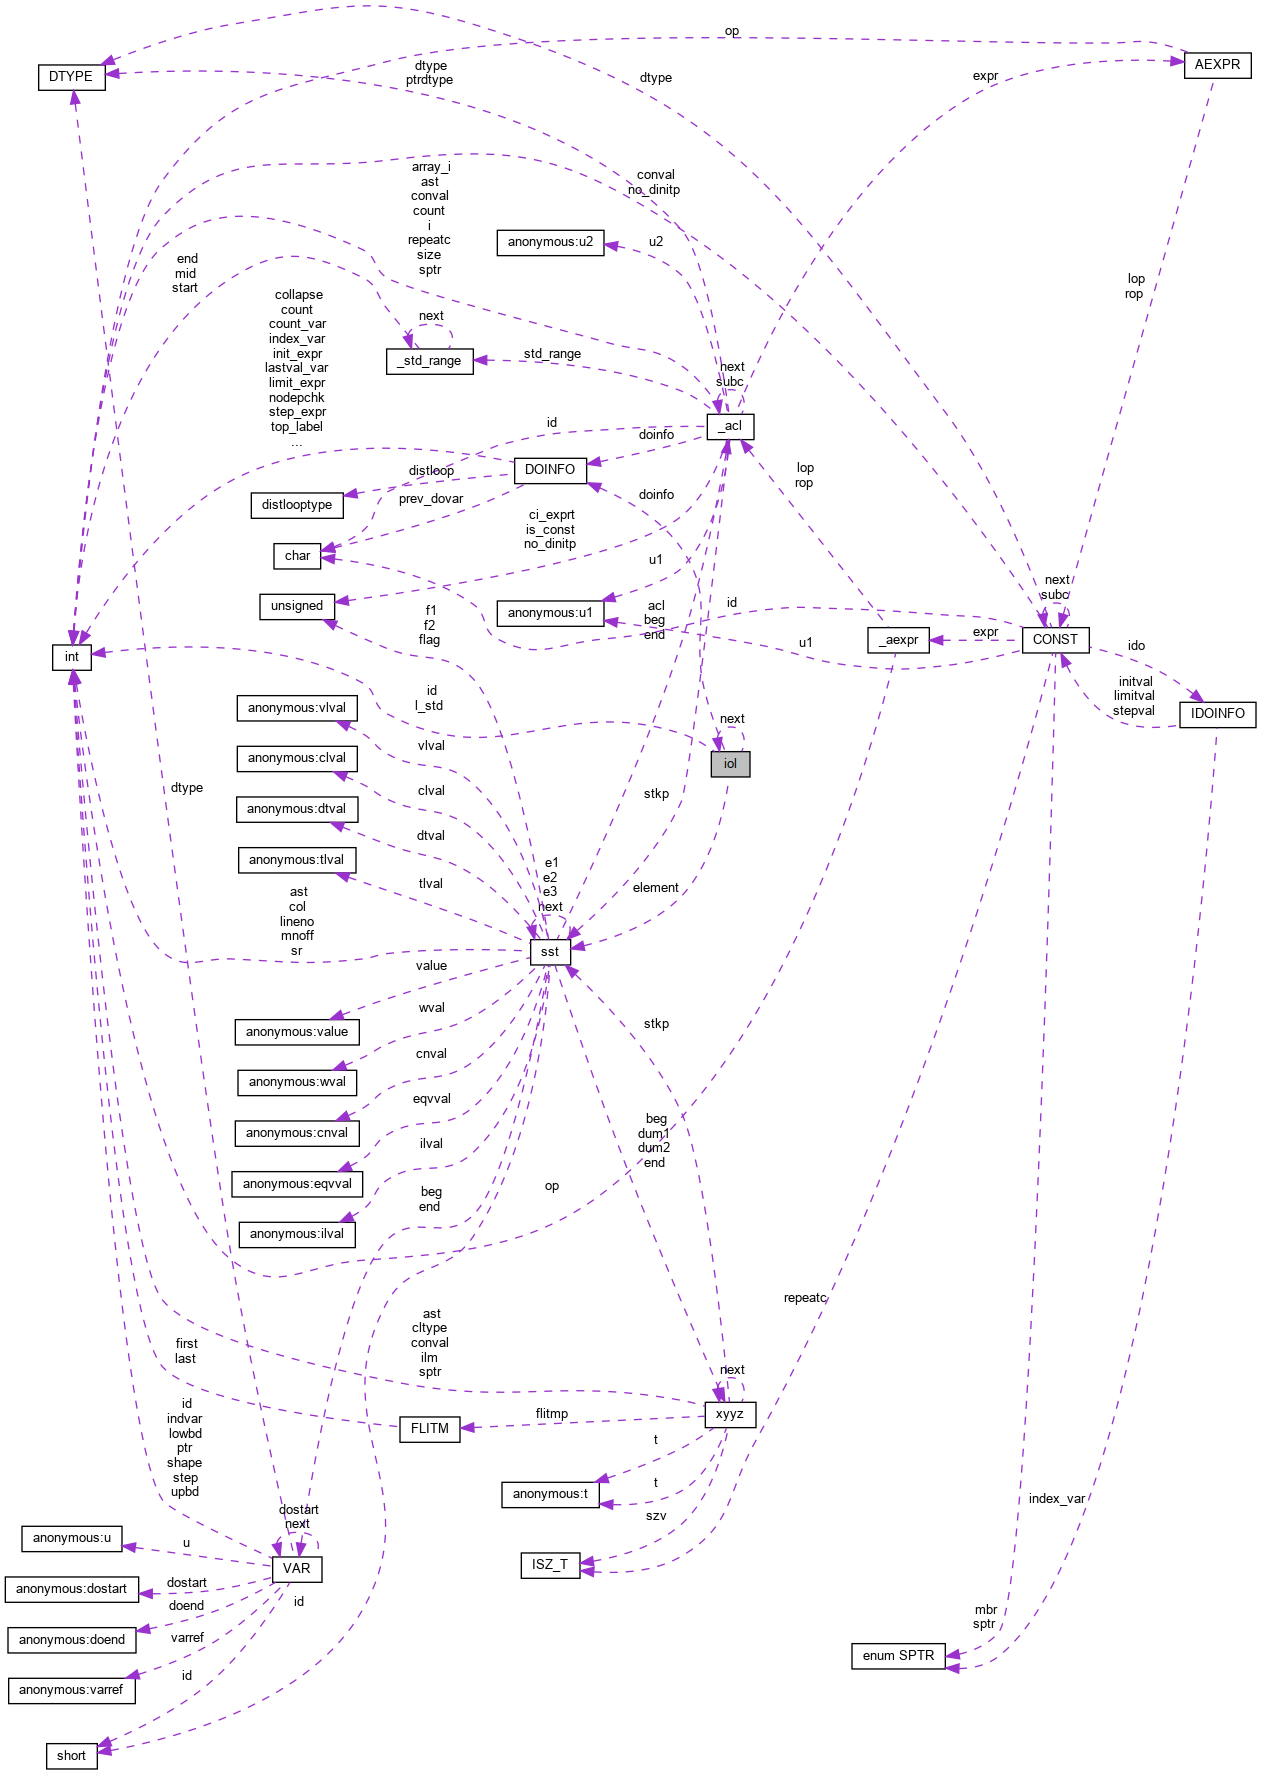 op
AEXPR
DTYPE
dtype
ptrdtype
dtype
expr
array_i
ast
conval
count
i
repeatc
size
sptr
conval
no_dinitp
anonymous:u2
u2
end
mid
start
lop
rop
collapse
count
count_var
index_var
init_expr
lastval_var
limit_expr
nodepchk
step_expr
top_label
...
next
_std_range
std_range
next
subc
_acl
id
doinfo
DOINFO
distloop
lop
rop
distlooptype
prev_dovar
doinfo
ci_exprt
is_const
no_dinitp
char
u1
next
subc
unsigned
f1
f2
flag
anonymous:u1
acl
beg
end
id
u1
_aexpr
expr
CONST
ido
int
id
l_std
initval
limitval
stepval
IDOINFO
anonymous:vlval
vlval
next
iol
anonymous:clval
clval
dtype
stkp
anonymous:dtval
dtval
anonymous:tlval
tlval
e1
e2
e3
next
element
ast
col
lineno
mnoff
sr
sst
value
anonymous:value
wval
stkp
anonymous:wval
cnval
anonymous:cnval
eqvval
beg
dum1
dum2
end
anonymous:eqvval
ilval
beg
end
op
anonymous:ilval
repeatc
ast
cltype
conval
ilm
sptr
first
last
next
xyyz
flitmp
FLITM
id
indvar
lowbd
ptr
shape
step
upbd
t
anonymous:t
t
szv
index_var
dostart
next
anonymous:u
u
ISZ_T
VAR
anonymous:dostart
dostart
doend
id
mbr
sptr
anonymous:doend
varref
enum SPTR
anonymous:varref
id
short